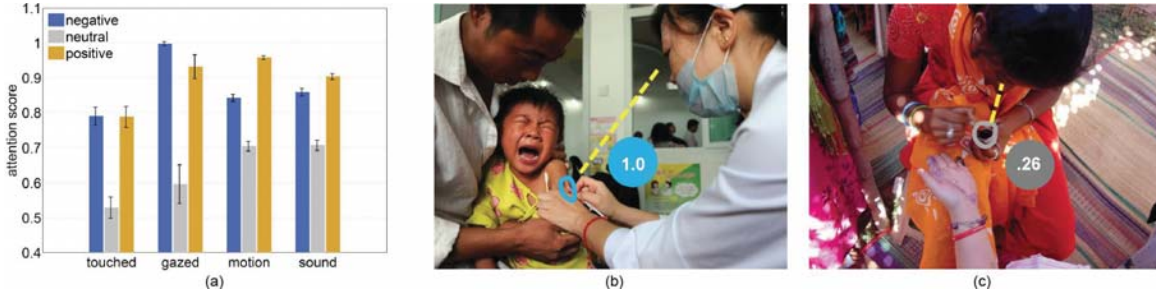 1.1
1
0.9
0.8
0.7
0.6
0.5
0.4
attention score
negative
neutral
positive
touched gazed motion sound
(a)
1.0
(b)
.26
(c)